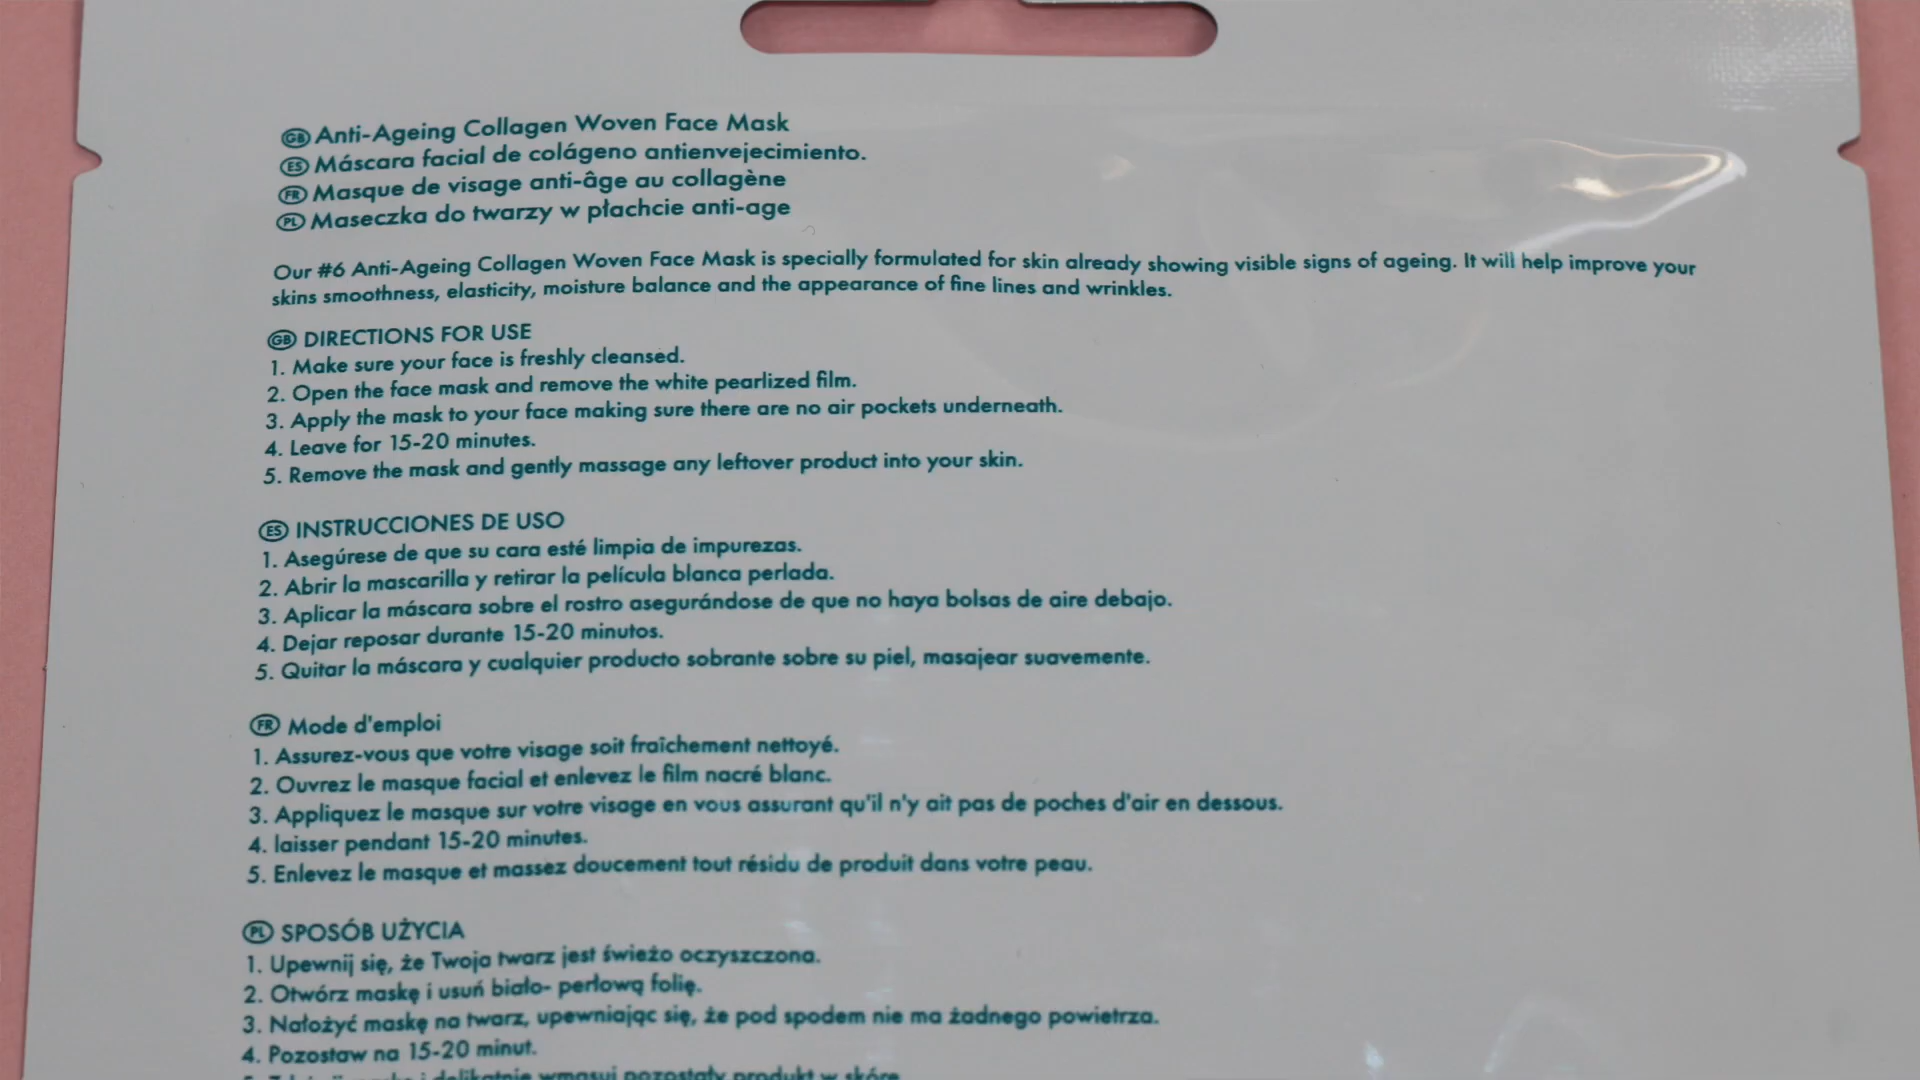 GB Anti-Ageing Collagen Woven Face Mask
ES Máscara facial de colágeno antienvejecimiento.
FR Masque de visage anti-âge au collagène
PL Maseczka do twarzy w płachcie anti-age
Our #6 Anti-Ageing Collagen Woven Face Mask is specially formulated for skin already showing visible signs of ageing. It will help improve your
skins smoothness, elasticity, moisture balance and the appearance of fine lines and wrinkles.
GB DIRECTIONS FOR USE
1. Make sure your face is freshly cleansed.
2. Open the face mask and remove the white pearlized film.
3. Apply the mask to your face making sure there are no air pockets underneath.
4. Leave for 15-20 minutes.
5. Remove the mask and gently massage any leftover product into your skin.
ES INSTRUCCIONES DE USO
1. Asegúrese de que su cara esté limpia de impurezas.
2. Abrir la mascarilla y retirar la película blanca perlada.
3. Aplicar la máscara sobre el rostro asegurándose de que no haya bolsas de aire debajo.
4. Dejar reposar durante 15-20 minutos.
5. Quitar la máscara y cualquier producto sobrante sobre su piel, masajear suavemente.
FR Mode d'emploi
1. Assurez-vous que votre visage soit fraîchement nettoyé.
2. Ouvrez le masque facial et enlevez le film nacré blanc.
3. Appliquez le masque sur votre visage en vous assurant qu'il n'y ait pas de poches d'air en dessous.
4. laisser pendant 15-20 minutes.
5. Enlevez le masque et massez doucement tout résidu de produit dans votre peau.
PL SPOSÓB UŻYCIA
1. Upewnij się, że Twoja twarz jest świeżo oczyszczona.
2. Otwórz maskę i usuń biało- perłową folię.
3. Nałożyć maskę na twarz, upewniając się, że pod spodem nie ma żadnego powietrza.
4. Pozostaw na 15-20 minut.
i delikatnie wmasuj pozostały produkt w skórę